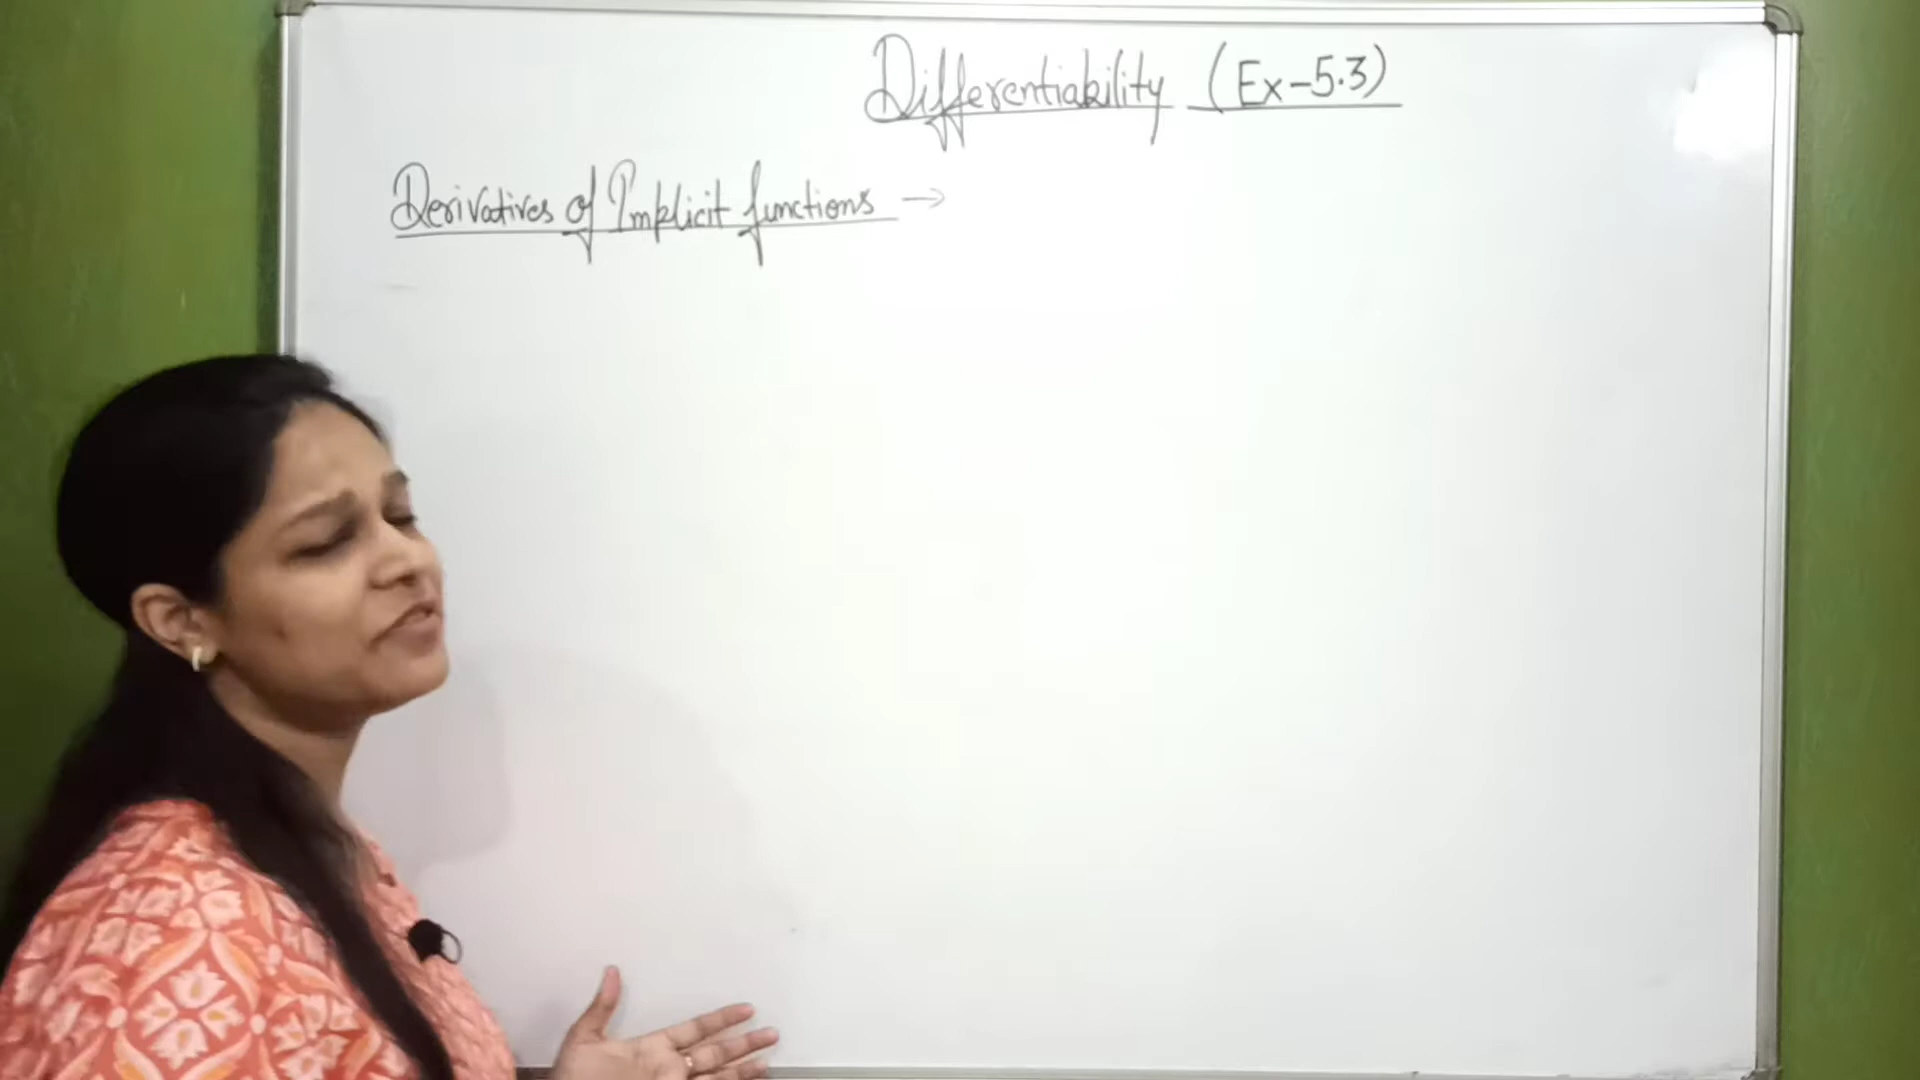 Differentiability (Ex-5.3)
Derivatives of Implicit functions →